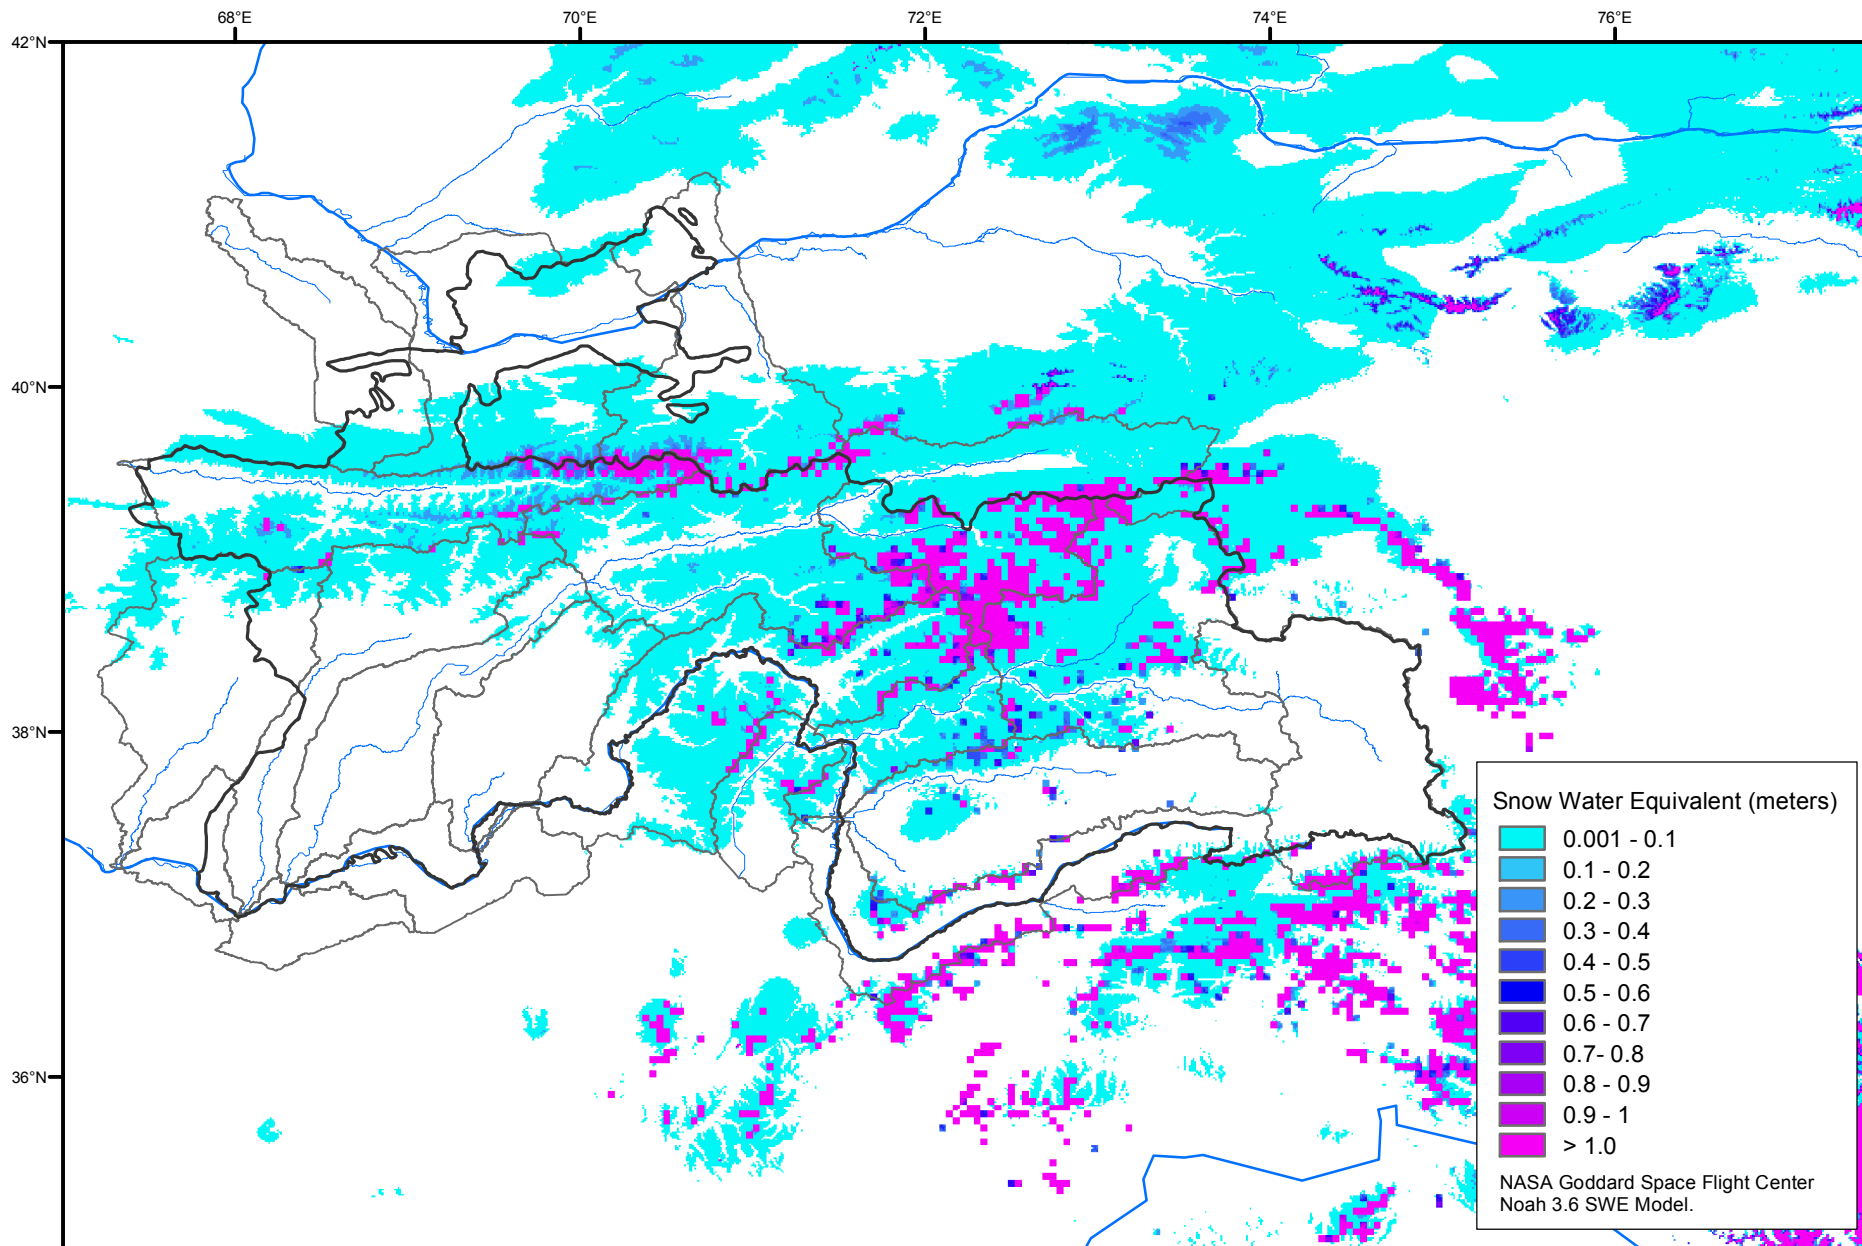 68°E 70°E 72°E 74°E 76°E
42°N
40°N
38°N
36°N
Snow Water Equivalent (meters)
0.001 - 0.1
0.1 - 0.2
0.2 - 0.3
0.3 - 0.4
0.4 - 0.5
0.5 - 0.6
0.6 - 0.7
0.7- 0.8
0.8 - 0.9
0.9 - 1
> 1.0
NASA Goddard Space Flight Center
Noah 3.6 SWE Model.